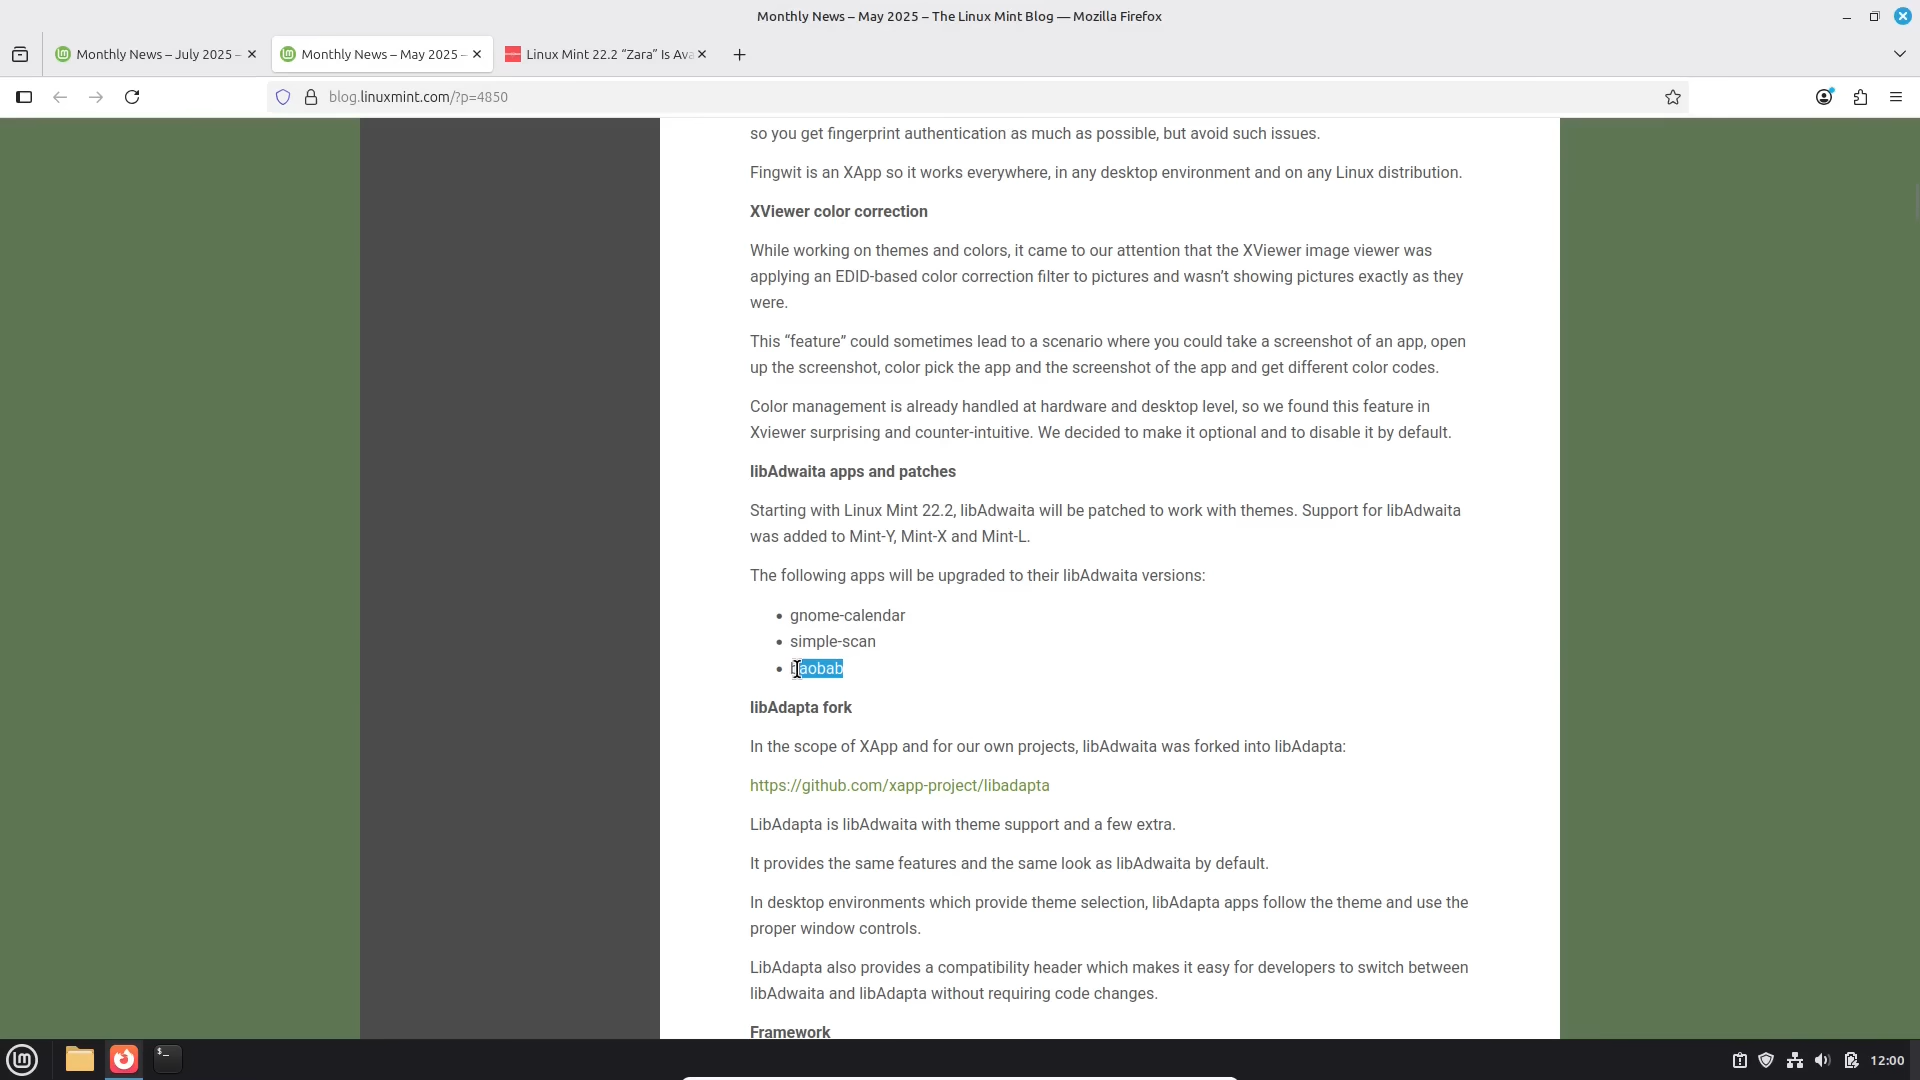 Monthly News – May 2025 – The Linux Mint Blog — Mozilla Firefox
Monthly News – July 2025 –
Monthly News – May 2025 –
Linux Mint 22.2 “Zara” Is Ava
blog.linuxmint.com/?p=4850
so you get fingerprint authentication as much as possible, but avoid such issues.
Fingwit is an XApp so it works everywhere, in any desktop environment and on any Linux distribution.
XViewer color correction
While working on themes and colors, it came to our attention that the XViewer image viewer was
applying an EDID-based color correction filter to pictures and wasn’t showing pictures exactly as they
were.
This “feature” could sometimes lead to a scenario where you could take a screenshot of an app, open
up the screenshot, color pick the app and the screenshot of the app and get different color codes.
Color management is already handled at hardware and desktop level, so we found this feature in
Xviewer surprising and counter-intuitive. We decided to make it optional and to disable it by default.
libAdwaita apps and patches
Starting with Linux Mint 22.2, libAdwaita will be patched to work with themes. Support for libAdwaita
was added to Mint-Y, Mint-X and Mint-L.
The following apps will be upgraded to their libAdwaita versions:
• gnome-calendar
• simple-scan
• baobab
libAdapta fork
In the scope of XApp and for our own projects, libAdwaita was forked into libAdapta:
https://github.com/xapp-project/libadapta
LibAdapta is libAdwaita with theme support and a few extra.
It provides the same features and the same look as libAdwaita by default.
In desktop environments which provide theme selection, libAdapta apps follow the theme and use the
proper window controls.
LibAdapta also provides a compatibility header which makes it easy for developers to switch between
libAdwaita and libAdapta without requiring code changes.
Framework
12:00